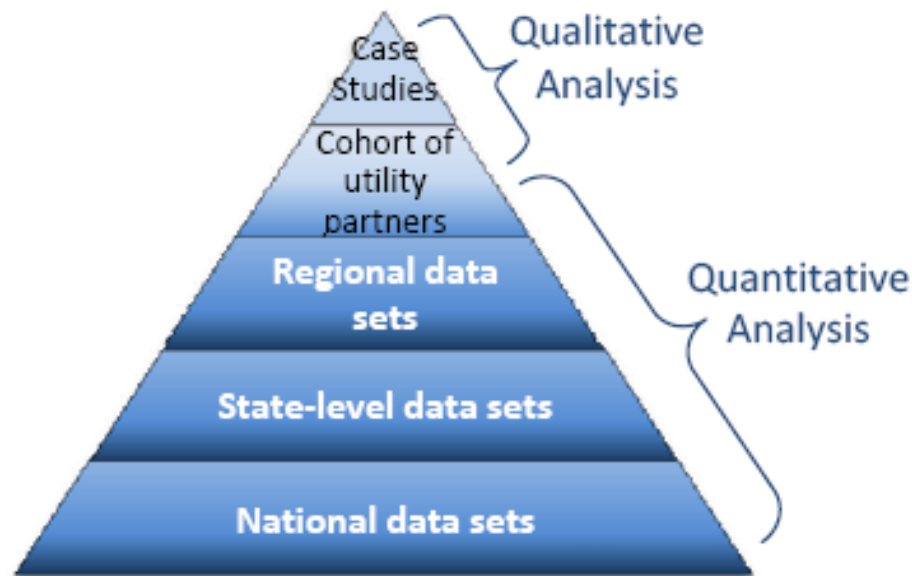 Case
Studies
Qualitative
Analysis
Cohort of
utility
partners
Regional data
sets
Quantitative
Analysis
State-level data sets
National data sets